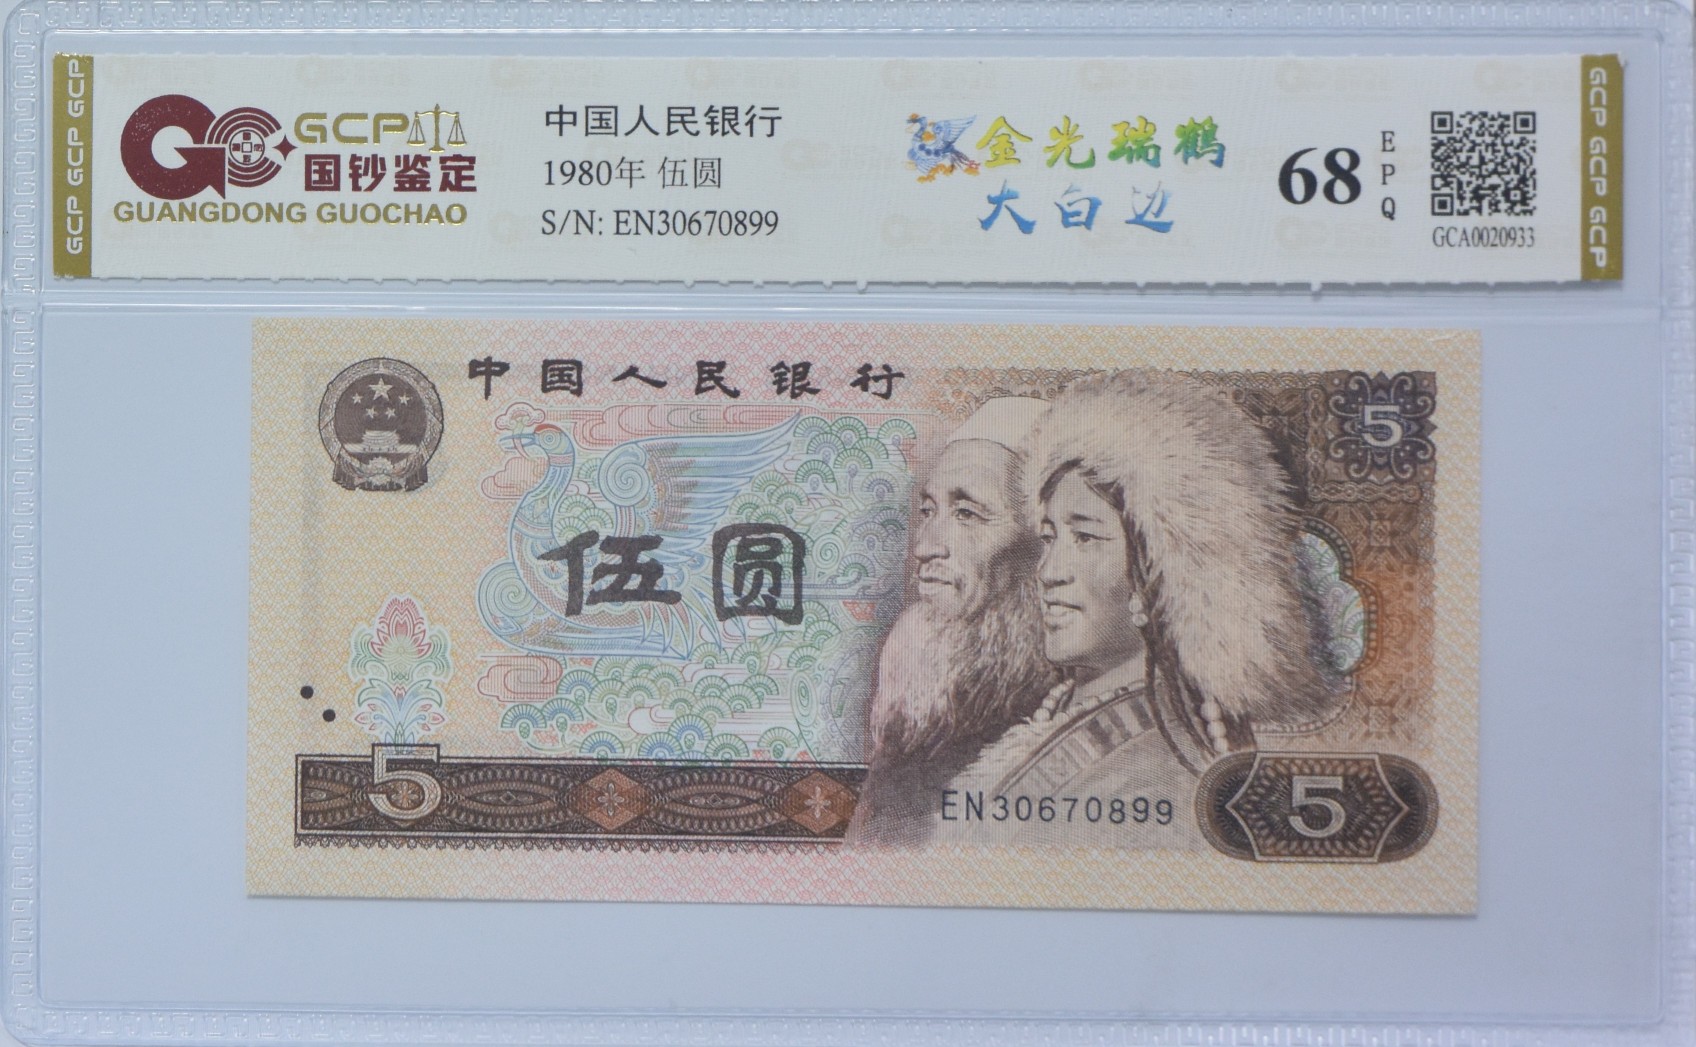 GCP GCP GCP
GCP
国钞鉴定
GUANGDONG GUOCHAO
中国人民银行
1980年 伍圆
S/N: EN30670899
金光瑞鹤
大白边
68
EPQ
GCA0020933
GCP GCP GCP
中国人民银行
5
伍圆
5
EN30670899
5